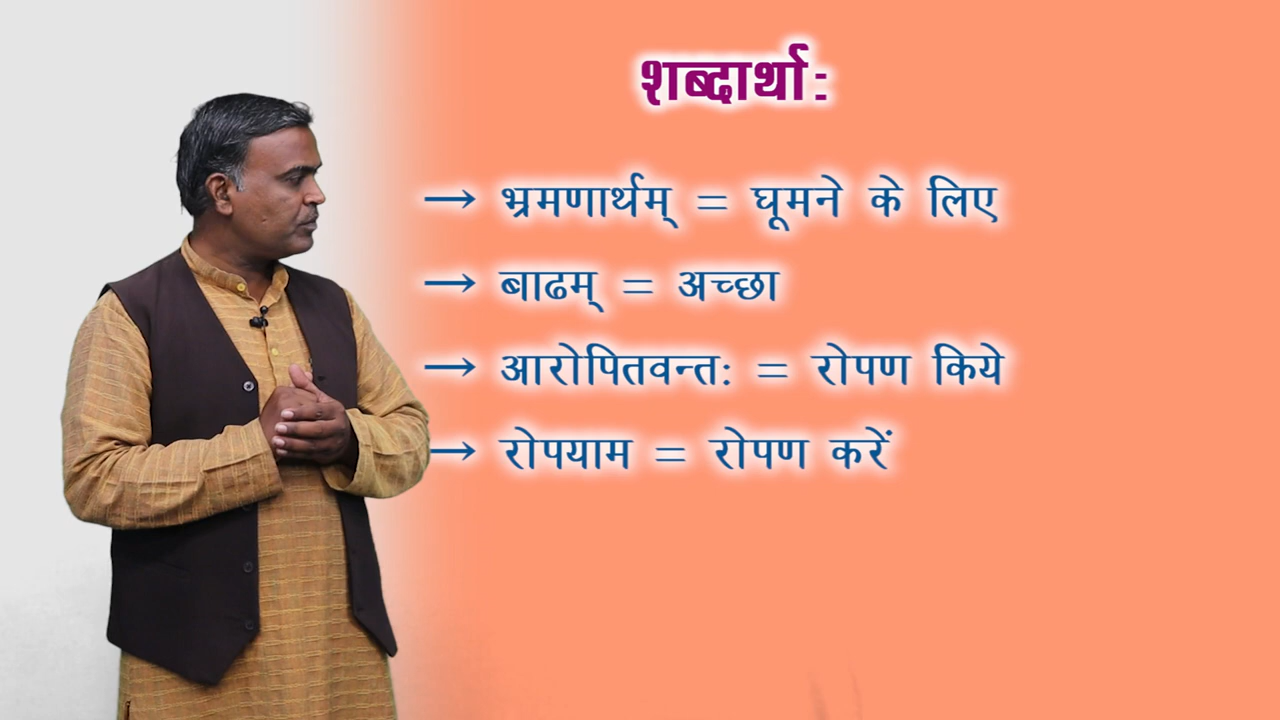 शब्दार्थाः
→ भ्रमणार्थम् = घूमने के लिए
→ बाढम् = अच्छा
→ आरोपितवन्तः = रोपण किये
→ रोपयाम = रोपण करें